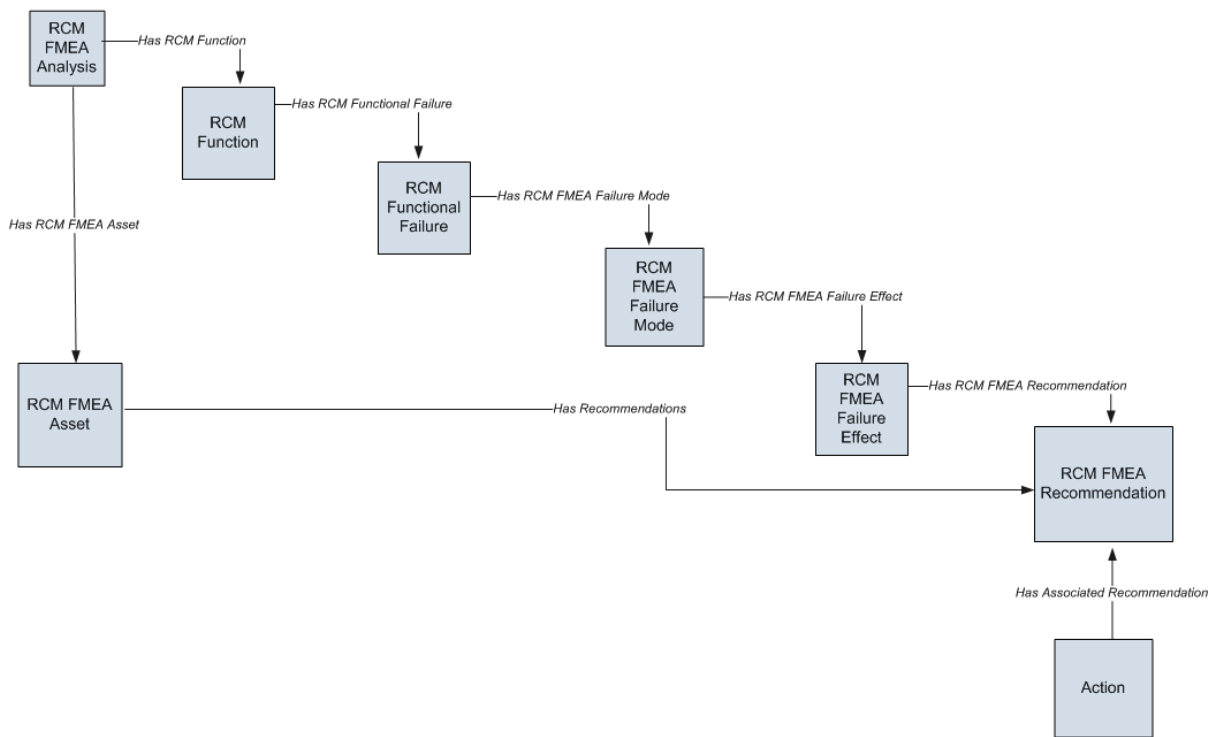 RCM
FMEA
Analysis
Has RCM Function
RCM
Function
Has RCM Functional Failure
RCM
Functional
Failure
Has RCM FMEA Failure Mode
Has RCM FMEA Asset
RCM
FMEA
Failure
Mode
Has RCM FMEA Failure Effect
RCM FMEA
Asset
RCM
FMEA
Failure
Effect
Has RCM FMEA Recommendation
Has Recommendations
RCM FMEA
Recommendation
Has Associated Recommendation
Action